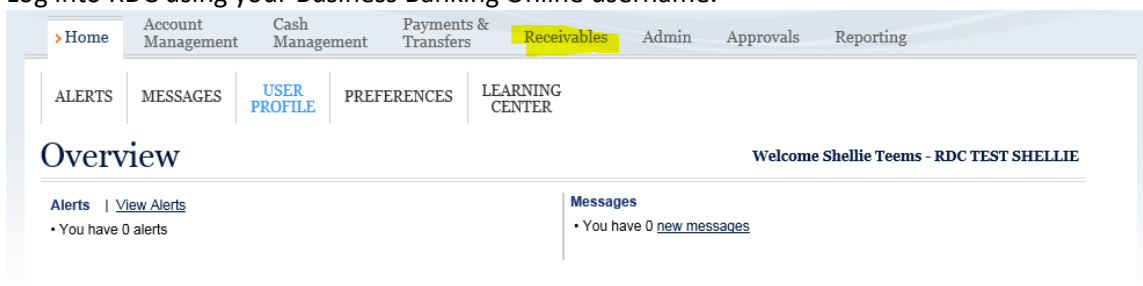 Log into RDC using your Business Banking Online username.
> Home Account Management Cash Management Payments & Transfers Receivables Admin Approvals Reporting
ALERTS MESSAGES USER PROFILE PREFERENCES LEARNING CENTER
Overview Welcome Shellie Teems - RDC TEST SHELLIE
Alerts | View Alerts
• You have 0 alerts
Messages
• You have 0 new messages